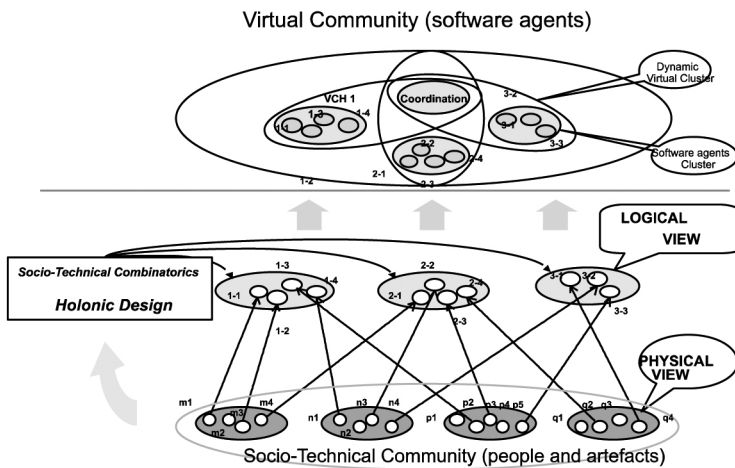 Virtual Community (software agents)
Dynamic
Virtual Cluster
3-2
VCH 1
Coordination
1-3
1-4
1-1
3-1
2-2
3-3
Software agents
Cluster
2-4
2-1
1-2
2-3
LOGICAL
VIEW
1-3
2-2
Socio-Technical Combinatorics
Holonic Design
3-1
3-2
1-4
2-4
1-1
2-1
3-3
2-3
1-2
PHYSICAL
VIEW
m1
m4
n3
n4
p2
p3
p4
p5
q2
q3
m3
n1
p1
q1
q4
m2
n2
Socio-Technical Community (people and artefacts)